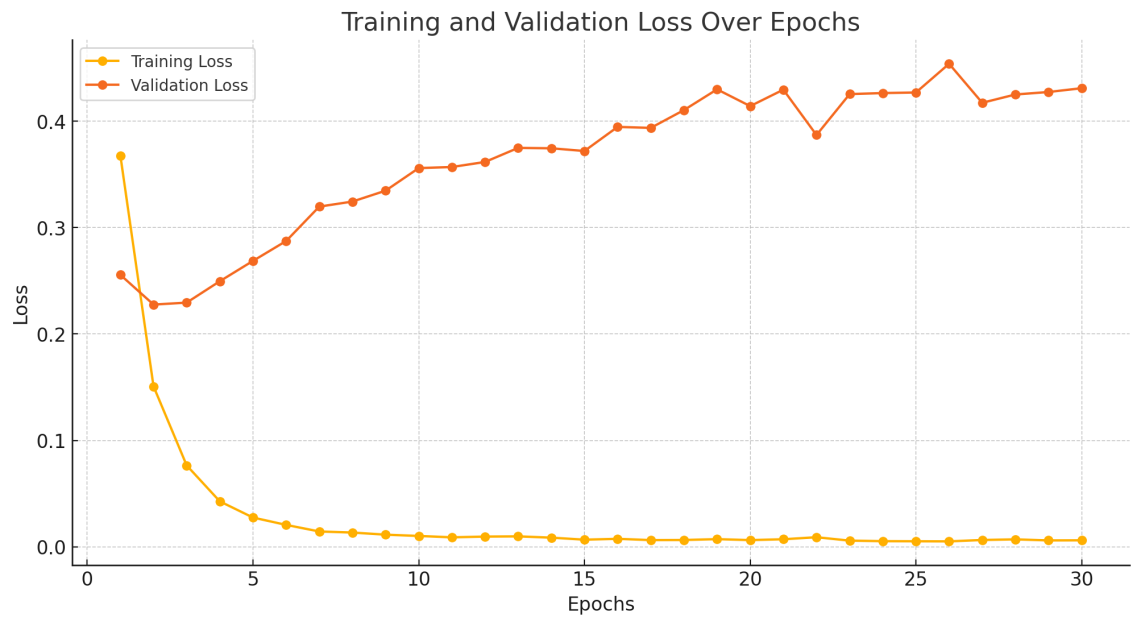 Training and Validation Loss Over Epochs
Training Loss
Validation Loss
Loss
0.4
0.3
0.2
0.1
0.0
0 5 10 15 20 25 30
Epochs